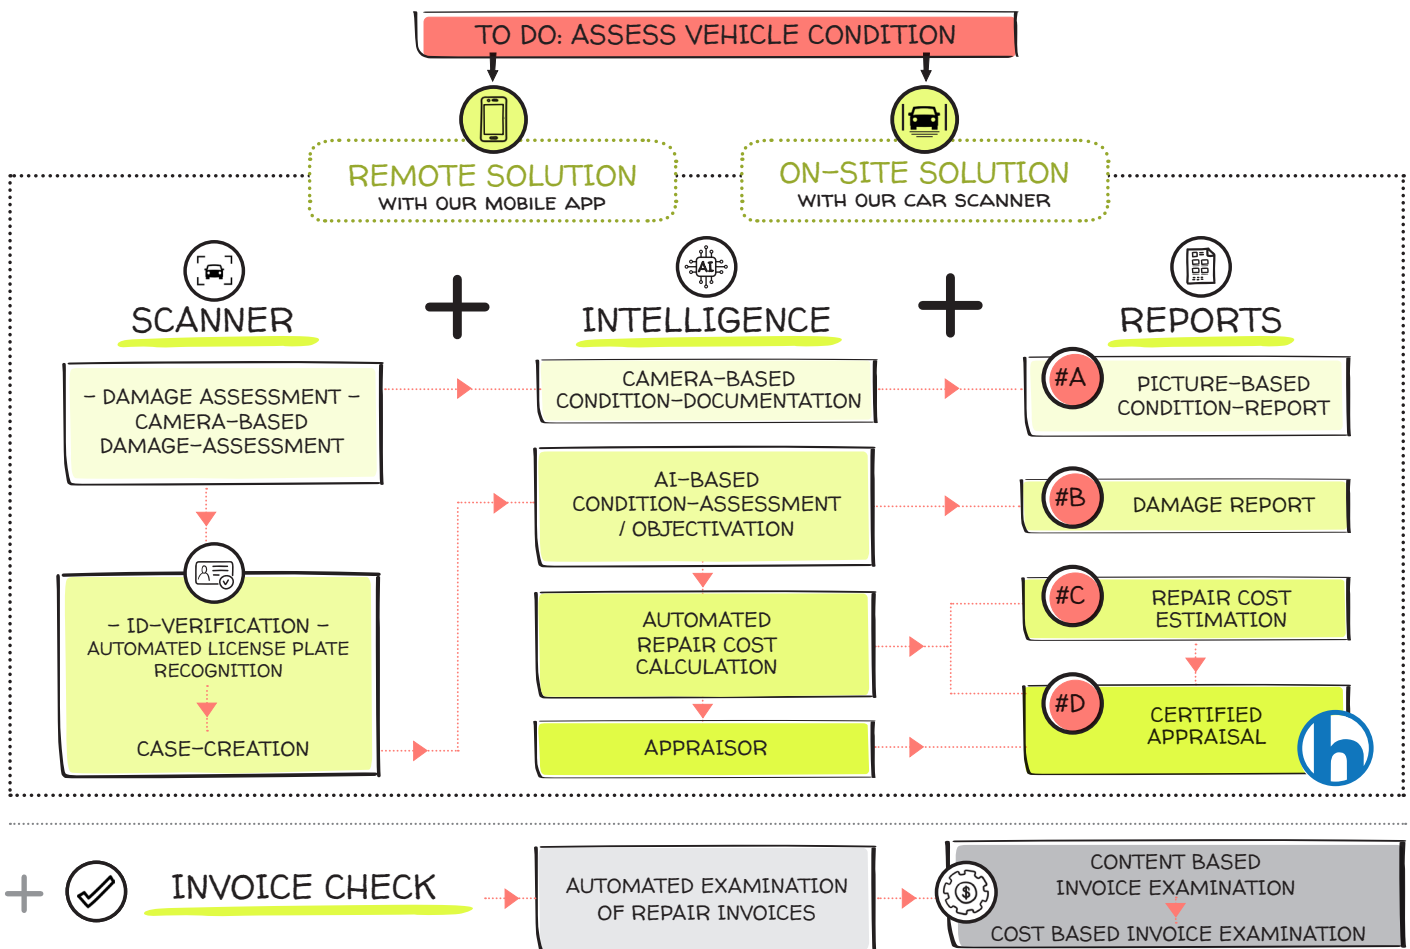 TO DO: ASSESS VEHICLE CONDITION
REMOTE SOLUTION
WITH OUR MOBILE APP
ON-SITE SOLUTION
WITH OUR CAR SCANNER
SCANNER
- DAMAGE ASSESSMENT -
CAMERA-BASED
DAMAGE-ASSESSMENT
- ID-VERIFICATION -
AUTOMATED LICENSE PLATE
RECOGNITION
CASE-CREATION
AI
INTELLIGENCE
CAMERA-BASED
CONDITION-DOCUMENTATION
AI-BASED
CONDITION-ASSESSMENT
/ OBJECTIVATION
AUTOMATED
REPAIR COST
CALCULATION
APPRAISOR
REPORTS
#A
PICTURE-BASED
CONDITION-REPORT
#B
DAMAGE REPORT
#C
REPAIR COST
ESTIMATION
#D
CERTIFIED
APPRAISAL
h
INVOICE CHECK
AUTOMATED EXAMINATION
OF REPAIR INVOICES
$
CONTENT BASED
INVOICE EXAMINATION
COST BASED INVOICE EXAMINATION